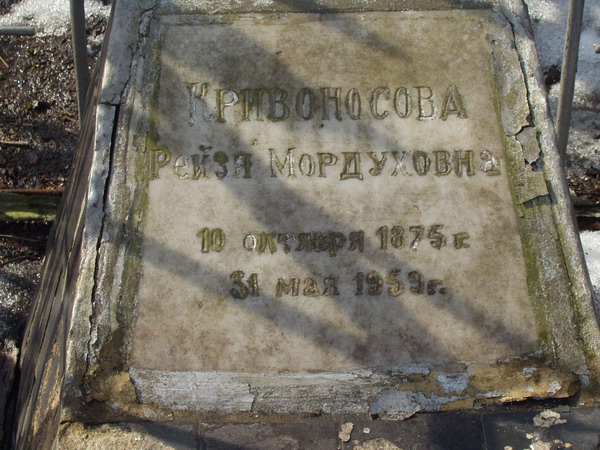 Кривоносова
Рейзя Мордуховна
10 октября 1875 г.
31 мая 1959 г.